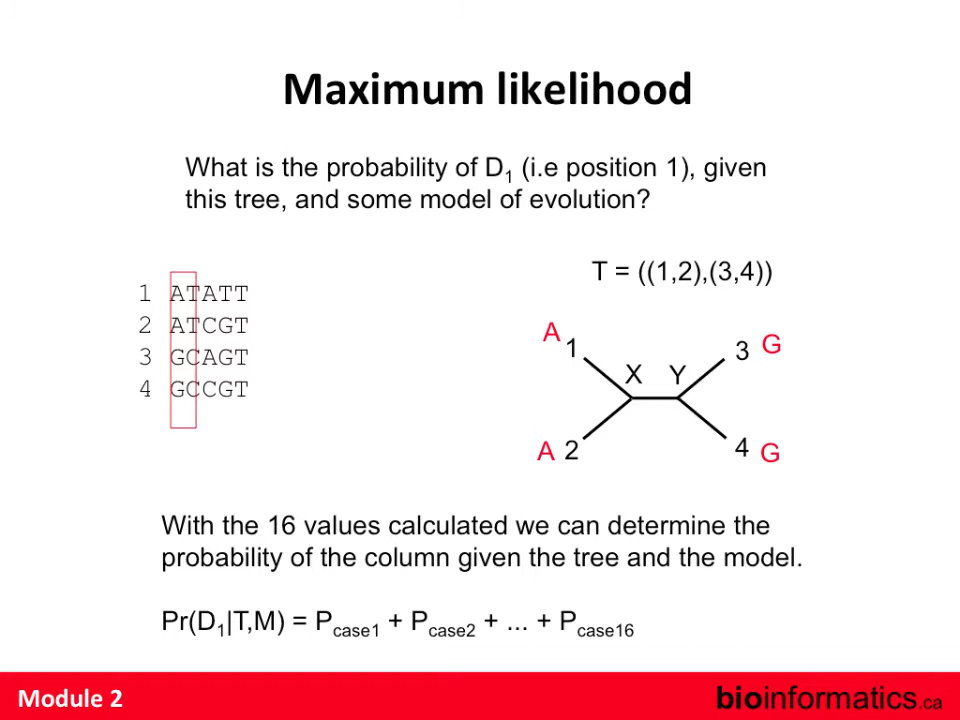 Maximum likelihood
What is the probability of D1 (i.e position 1), given
this tree, and some model of evolution?
T = ((1,2),(3,4))
1 ATATT
2 ATCGT
3 GCAGT
4 GCCGT
A 1
X Y
3 G
A 2
4 G
With the 16 values calculated we can determine the
probability of the column given the tree and the model.
Pr(D1|T,M) = Pcase1 + Pcase2 + ... + Pcase16
Module 2
bioinformatics.ca